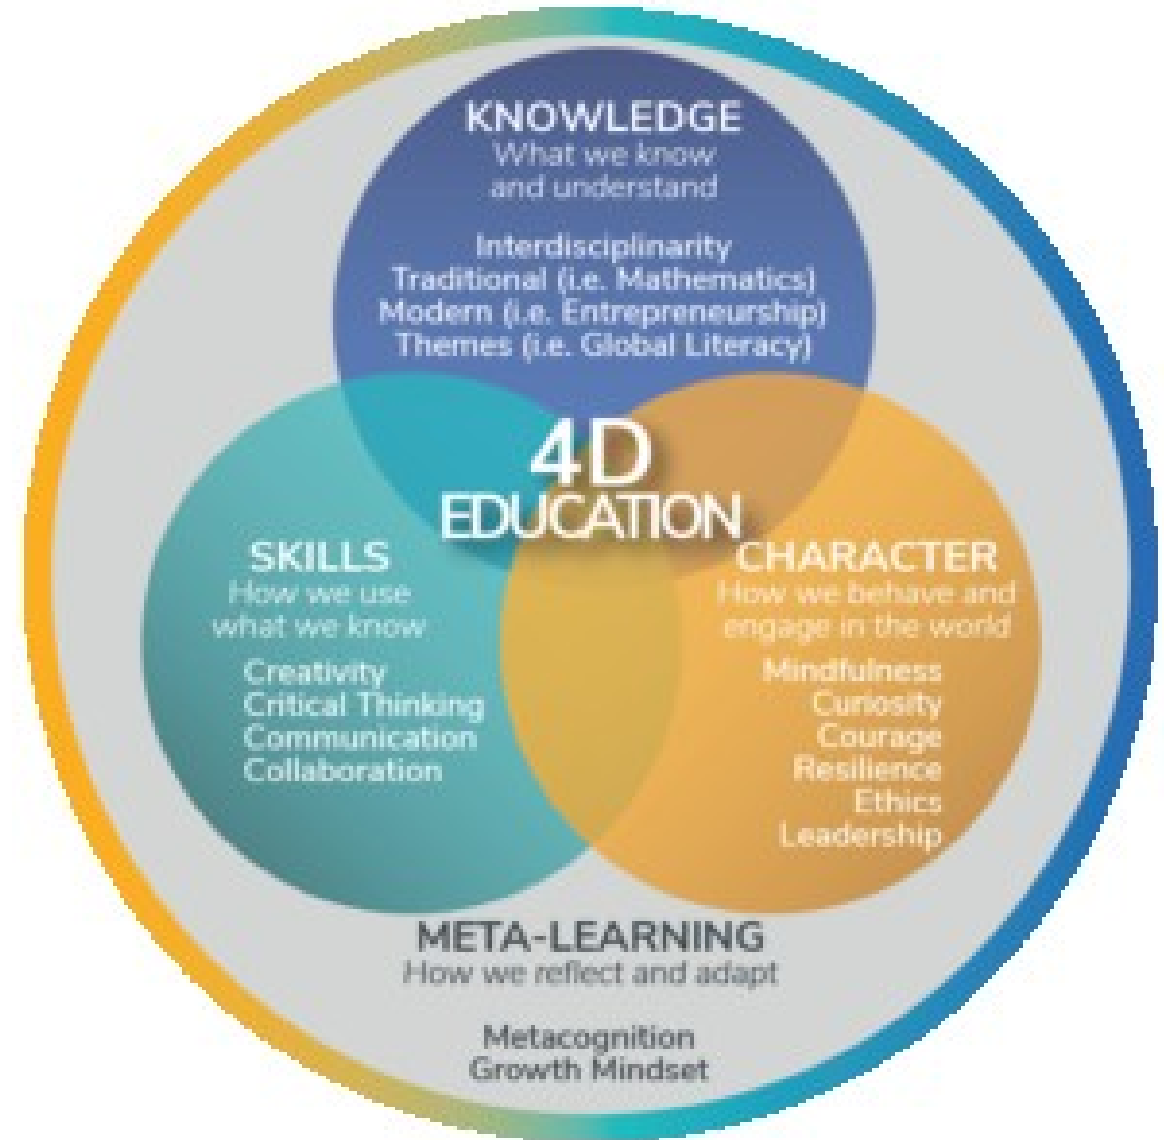 KNOWLEDGE
What we know
and understand
Interdisciplinarity
Traditional (i.e. Mathematics)
Modern (i.e. Entrepreneurship)
Themes (i.e. Global Literacy)
4D
EDUCATION
SKILLS
How we use
what we know
Creativity
Critical Thinking
Communication
Collaboration
CHARACTER
How we behave and
engage in the world
Mindfulness
Curiosity
Courage
Resilience
Ethics
Leadership
META-LEARNING
How we reflect and adapt
Metacognition
Growth Mindset